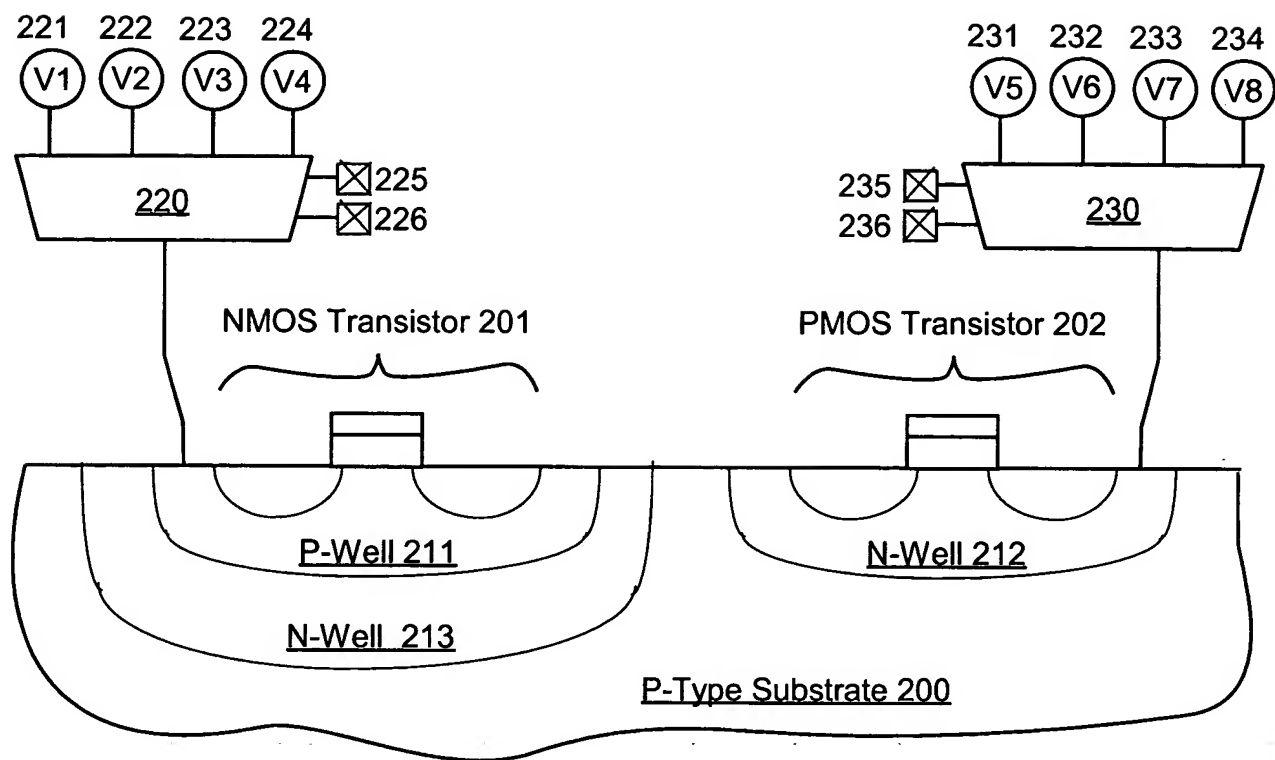 221 222 223 224
V1 V2 V3 V4
231 232 233 234
V5 V6 V7 V8
220
225
226
235
236
230
NMOS Transistor 201
PMOS Transistor 202
P-Well 211
N-Well 212
N-Well 213
P-Type Substrate 200